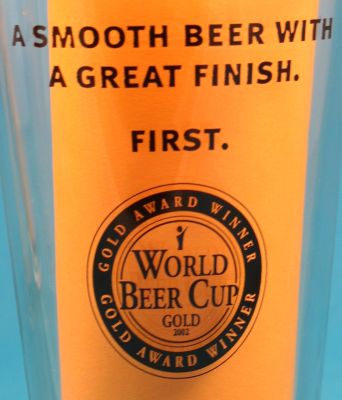 A SMOOTH BEER WITH
A GREAT FINISH.
FIRST.
GOLD AWARD WINNER
WORLD
BEER CUP
GOLD
2002
GOLD AWARD WINNER